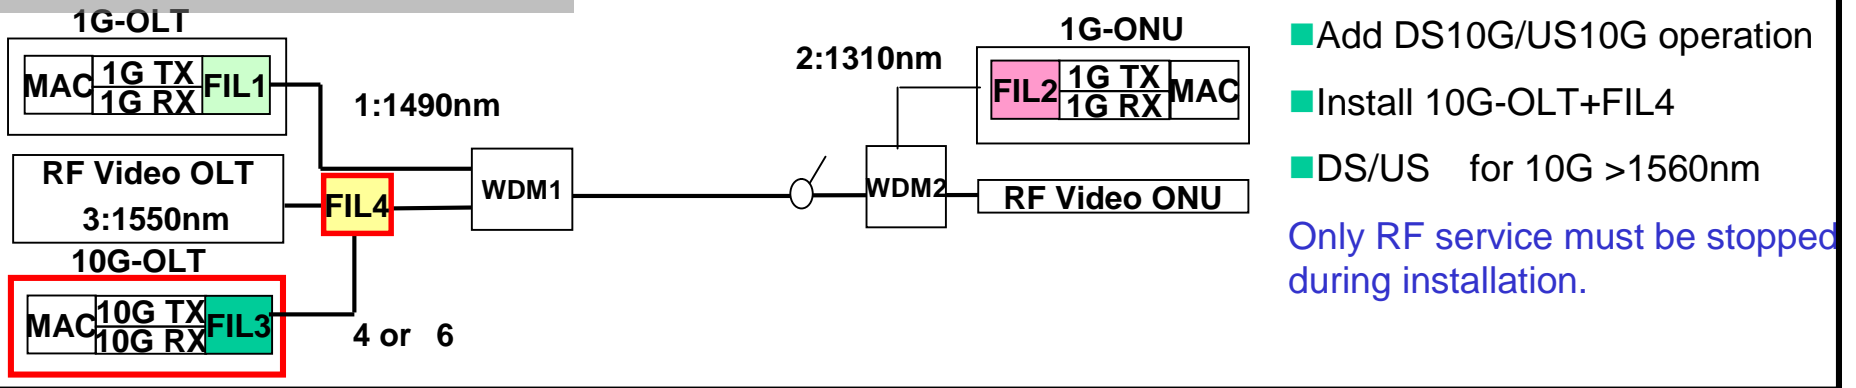 1G-OLT
MAC
1G TX
1G RX
FIL1
1:1490nm
RF Video OLT
3:1550nm
FIL4
WDM1
10G-OLT
MAC
10G TX
10G RX
FIL3
4 or 6
2:1310nm
1G-ONU
FIL2
1G TX
1G RX
MAC
WDM2
RF Video ONU
Add DS10G/US10G operation
Install 10G-OLT+FIL4
DS/US for 10G >1560nm
Only RF service must be stopped
during installation.